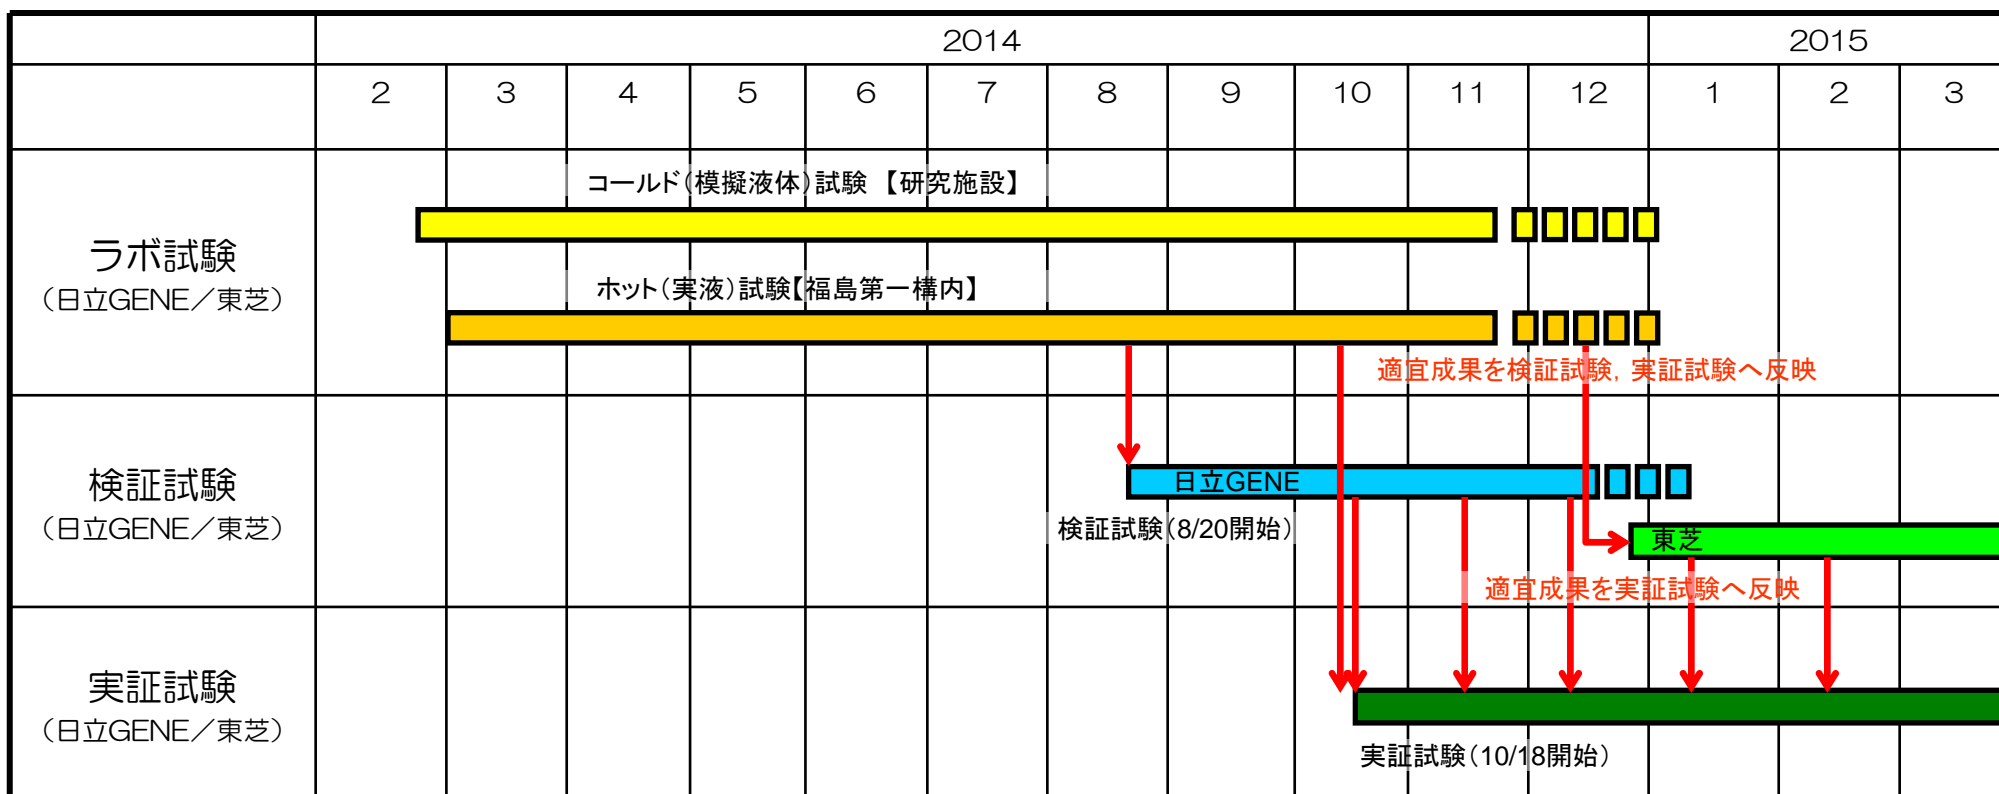 2014
2015
2
3
4
5
6
7
8
9
10
11
12
1
2
3
ラボ試験
(日立GENE/東芝)
コールド(模擬液体)試験 【研究施設】
ホット(実液)試験【福島第一構内】
適宜成果を検証試験,実証試験へ反映
検証試験
(日立GENE/東芝)
日立GENE
検証試験(8/20開始)
東芝
適宜成果を実証試験へ反映
実証試験
(日立GENE/東芝)
実証試験(10/18開始)